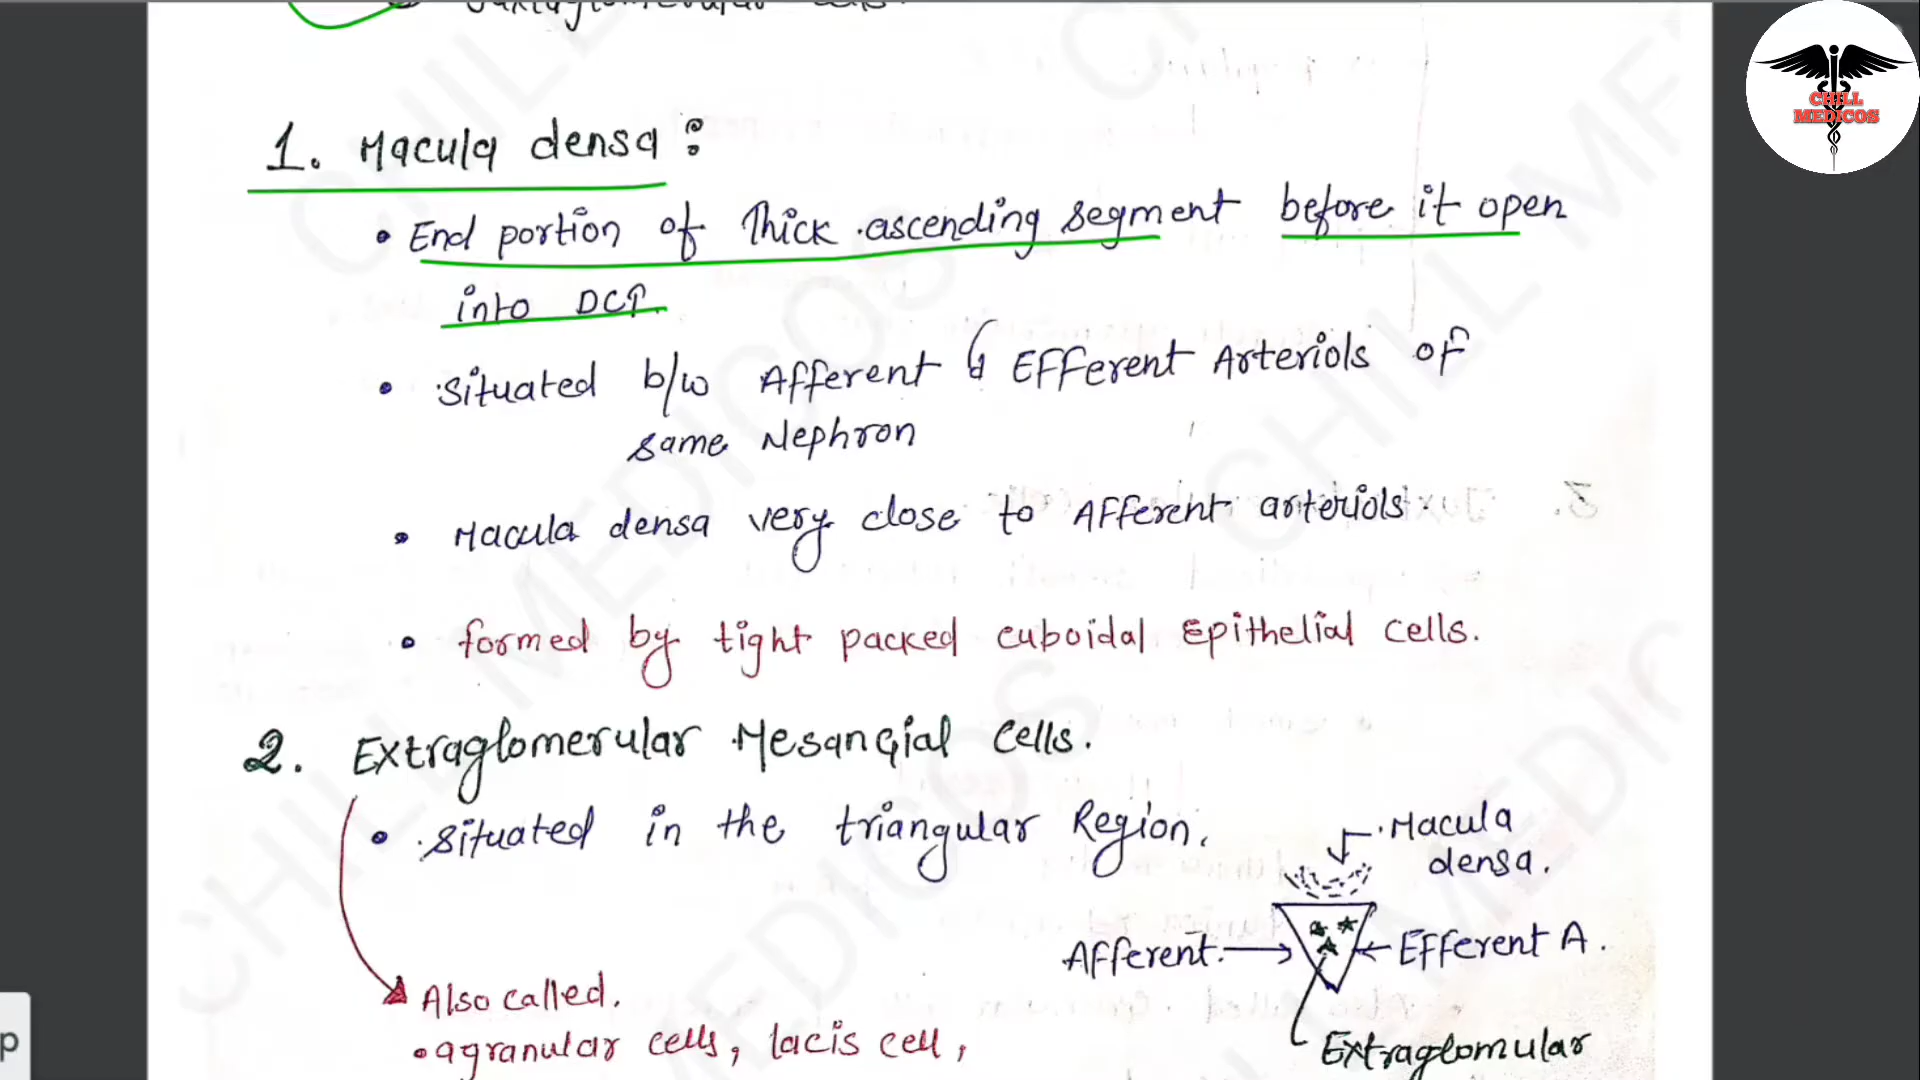 CHILL
MEDICOS
1. Macula densa:
• End portion of Thick ascending segment before it open
into DCT.
• Situated b/w Afferent & Efferent Arteriols of
same Nephron
• Macula densa very close to Afferent arteriols.
• formed by tight packed cuboidal Epithelial cells.
2. Extraglomerular Mesangial Cells.
• Situated in the triangular Region.
Macula
densa.
Afferent. Efferent A.
Also called.
• agranular cells, lacis cell,
Extraglomular
p